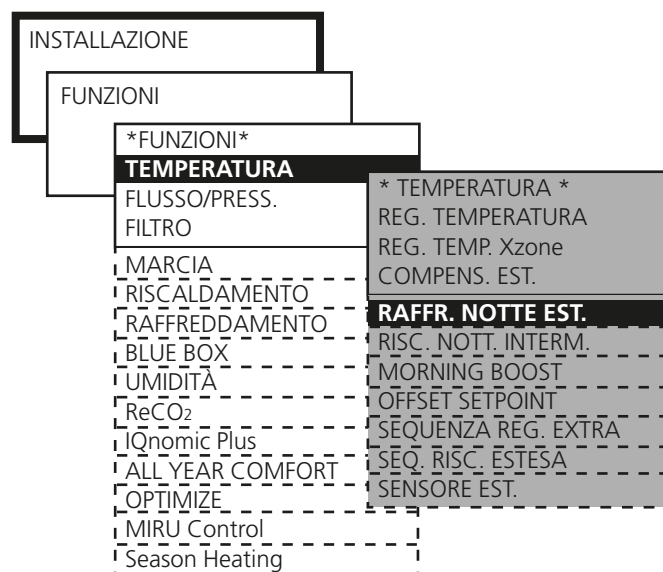 INSTALLAZIONE
FUNZIONI
*FUNZIONI*
TEMPERATURA
FLUSSO/PRESS.
FILTRO
MARCIA
RISCALDAMENTO
RAFFREDDAMENTO
BLUE BOX
UMIDITÀ
ReCO2
IQnomic Plus
ALL YEAR COMFORT
OPTIMIZE
MIRU Control
Season Heating
* TEMPERATURA *
REG. TEMPERATURA
REG. TEMP. Xzone
COMPENS. EST.
RAFFR. NOTTE EST.
RISC. NOTT. INTERM.
MORNING BOOST
OFFSET SETPOINT
SEQUENZA REG. EXTRA
SEQ. RISC. ESTESA
SENSORE EST.